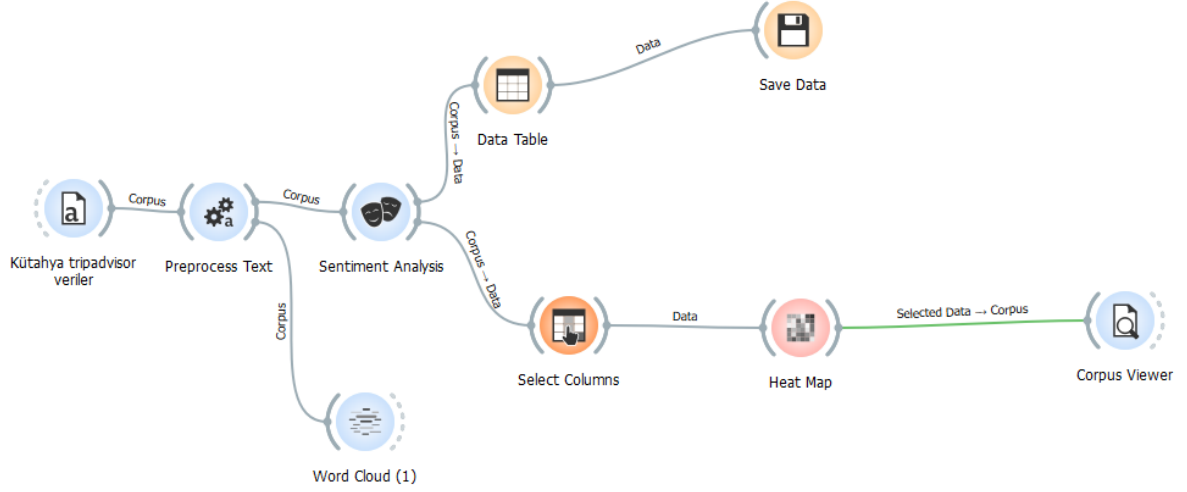 Data
Save Data
Data Table
Corpus → Data
Corpus
Corpus
Kütahya tripadvisor
veriler
Preprocess Text
Sentiment Analysis
Corpus → Data
Corpus
Data
Selected Data → Corpus
Select Columns
Heat Map
Corpus Viewer
Word Cloud (1)
a
a